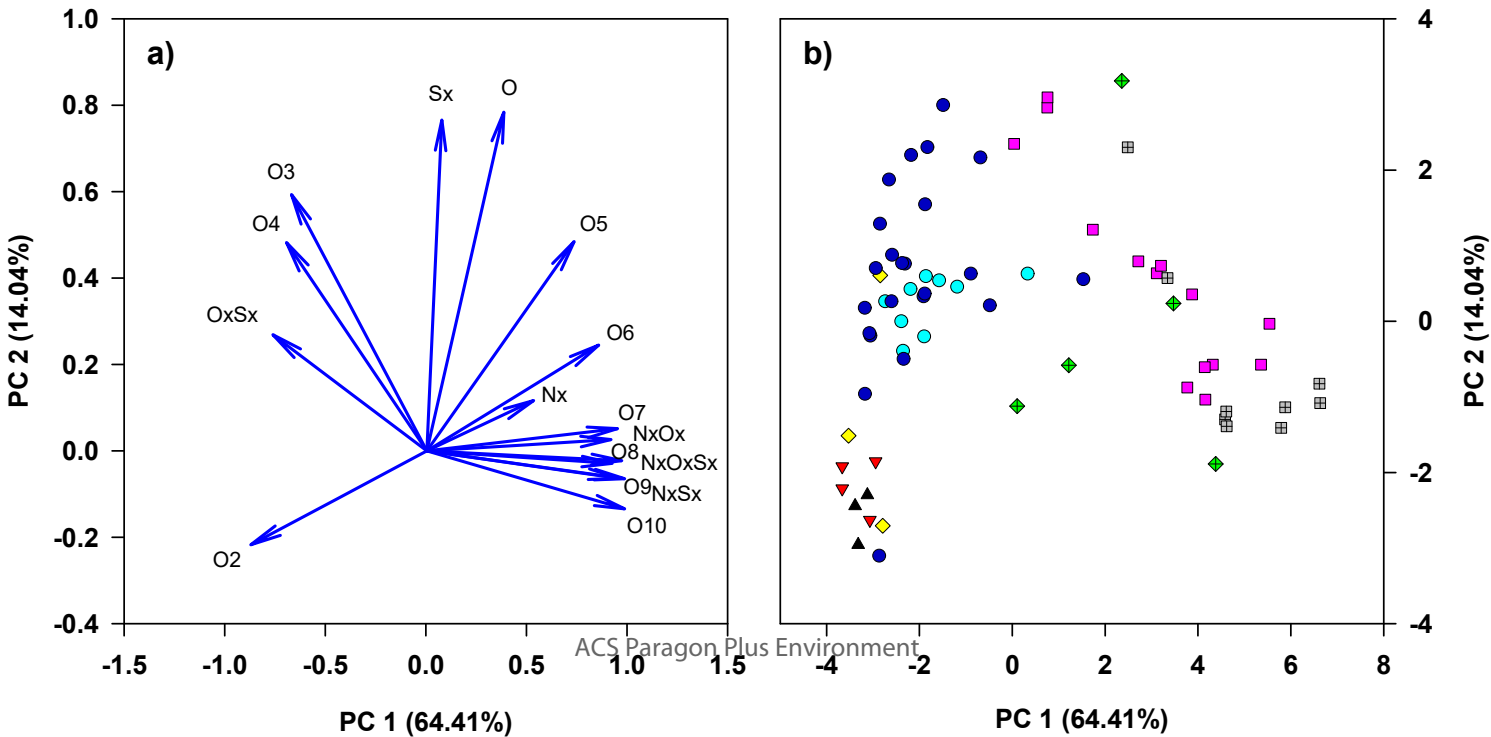 1.0
0.8
0.6
0.4
0.2
0.0
-0.2
-0.4
PC 2 (14.04%)
a)
Sx
O
O3
O4
O5
OxSx
O6
Nx
O7
NxOx
O8
NxOxSx
O9
NxSx
O10
O2
-1.5
-1.0
-0.5
0.0
0.5
1.0
1.5
PC 1 (64.41%)
b)
4
2
0
-2
-4
PC 2 (14.04%)
-4
-2
0
2
4
6
8
PC 1 (64.41%)
ACS Paragon Plus Environment